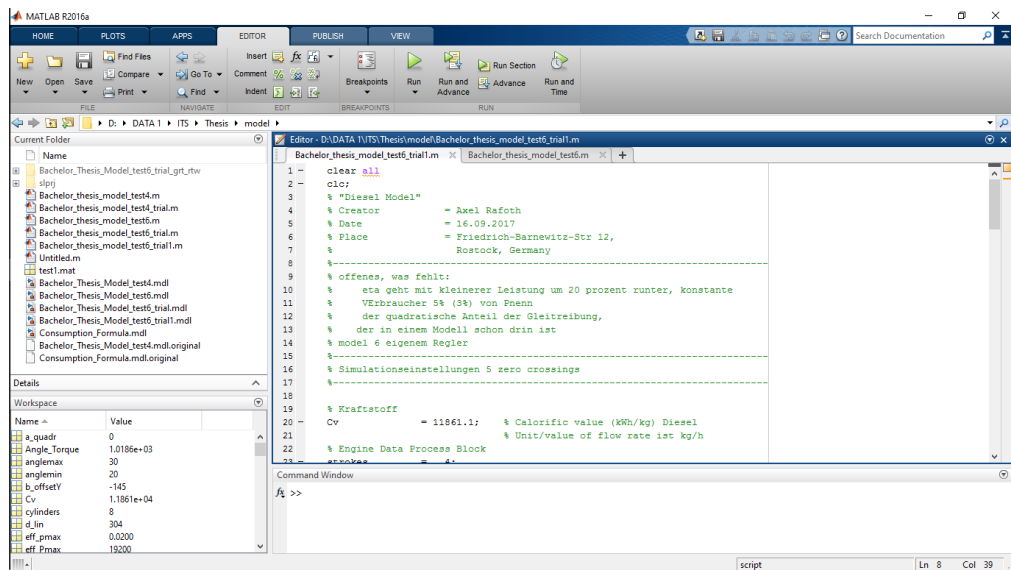 MATLAB R2016a
HOME PLOTS APPS EDITOR PUBLISH VIEW
Search Documentation
New Open Save
Find Files
Compare
Print
Go To
Find
Insert
Comment
Indent
Breakpoints
Run
Run and Advance
Run Section
Advance
Run and Time
FILE NAVIGATE EDIT BREAKPOINTS RUN
D: DATA 1 ITS Thesis model
Current Folder
Name
Bachelor_Thesis_Model_test6_trial_grt_rtw
slprj
Bachelor_thesis_model_test4.m
Bachelor_thesis_model_test4_trial.m
Bachelor_thesis_model_test6.m
Bachelor_thesis_model_test6_trial.m
Bachelor_thesis_model_test6_trial1.m
Untitled.m
test1.mat
Bachelor_Thesis_Model_test4.mdl
Bachelor_Thesis_Model_test6.mdl
Bachelor_Thesis_Model_test6_trial.mdl
Bachelor_Thesis_Model_test6_trial1.mdl
Consumption_Formula.mdl
Bachelor_Thesis_Model_test4.mdl.original
Consumption_Formula.mdl.original
Details
Workspace
Name Value
a_quadr 0
Angle_Torque 1.0186e+03
anglemax 30
anglemin 20
b_offsetY -145
Cv 1.1861e+04
cylinders 8
d_lin 304
eff_pmax 0.0200
eff_Pmax 19200
Editor - D:\DATA 1\ITS\Thesis\model\Bachelor_thesis_model_test6_trial1.m
Bachelor_thesis_model_test6_trial1.m Bachelor_thesis_model_test6.m +
1 – clear all
2 – clc;
3 % "Diesel Model"
4 % Creator = Axel Rafoth
5 % Date = 16.09.2017
6 % Place = Friedrich-Barnewitz-Str 12,
7 % Rostock, Germany
8 %-------------------------------------------------------------------
9 % offenes, was fehlt:
10 % eta geht mit kleinerer Leistung um 20 prozent runter, konstante
11 % VErbraucher 5% (3%) von Pnenn
12 % der quadratische Anteil der Gleitreibung,
13 % der in einem Modell schon drin ist
14 % model 6 eigenem Regler
15 %-------------------------------------------------------------------
16 % Simulationseinstellungen 5 zero crossings
17 %-------------------------------------------------------------------
18
19 % Kraftstoff
20 – Cv = 11861.1; % Calorific value (kWh/kg) Diesel
21 % Unit/value of flow rate ist kg/h
22 % Engine Data Process Block
23 – strokes = 4;
Command Window
fx >>
script Ln 8 Col 39